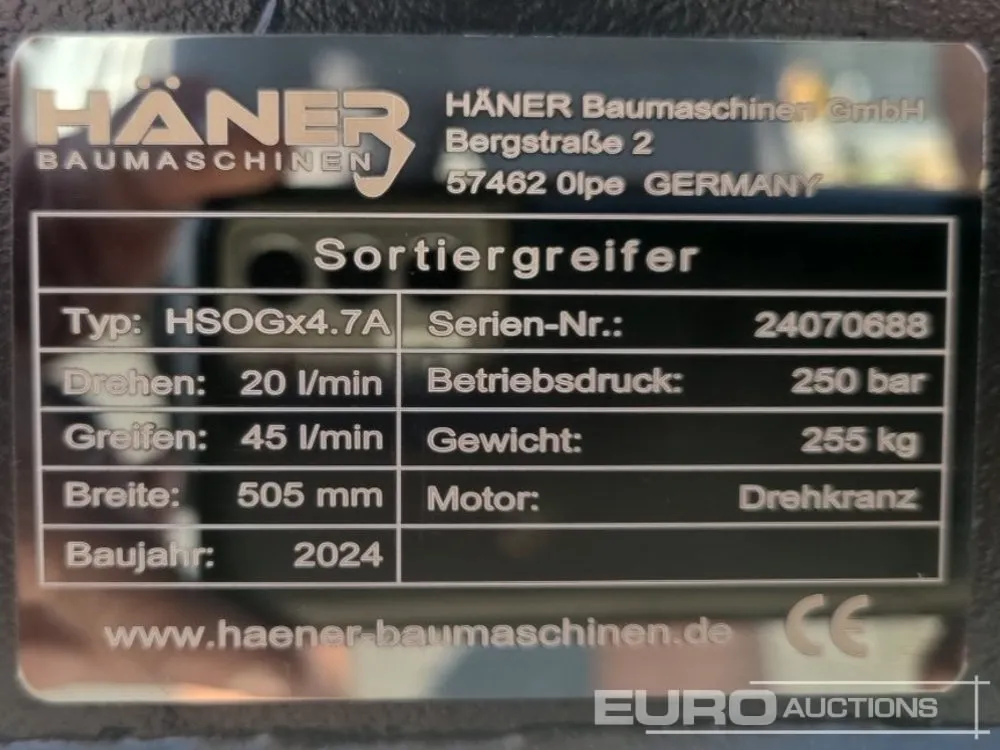 HÄNER
BAUMASCHINEN
HÄNER Baumaschinen GmbH
Bergstraße 2
57462 Olpe GERMANY
Sortiergreifer
Typ: HSOGx4.7A
Serien-Nr.: 24070688
Drehen: 20 l/min
Betriebsdruck: 250 bar
Greifen: 45 l/min
Gewicht: 255 kg
Breite: 505 mm
Motor: Drehkranz
Baujahr: 2024
www.haener-baumaschinen.de
CE
EURO AUCTIONS